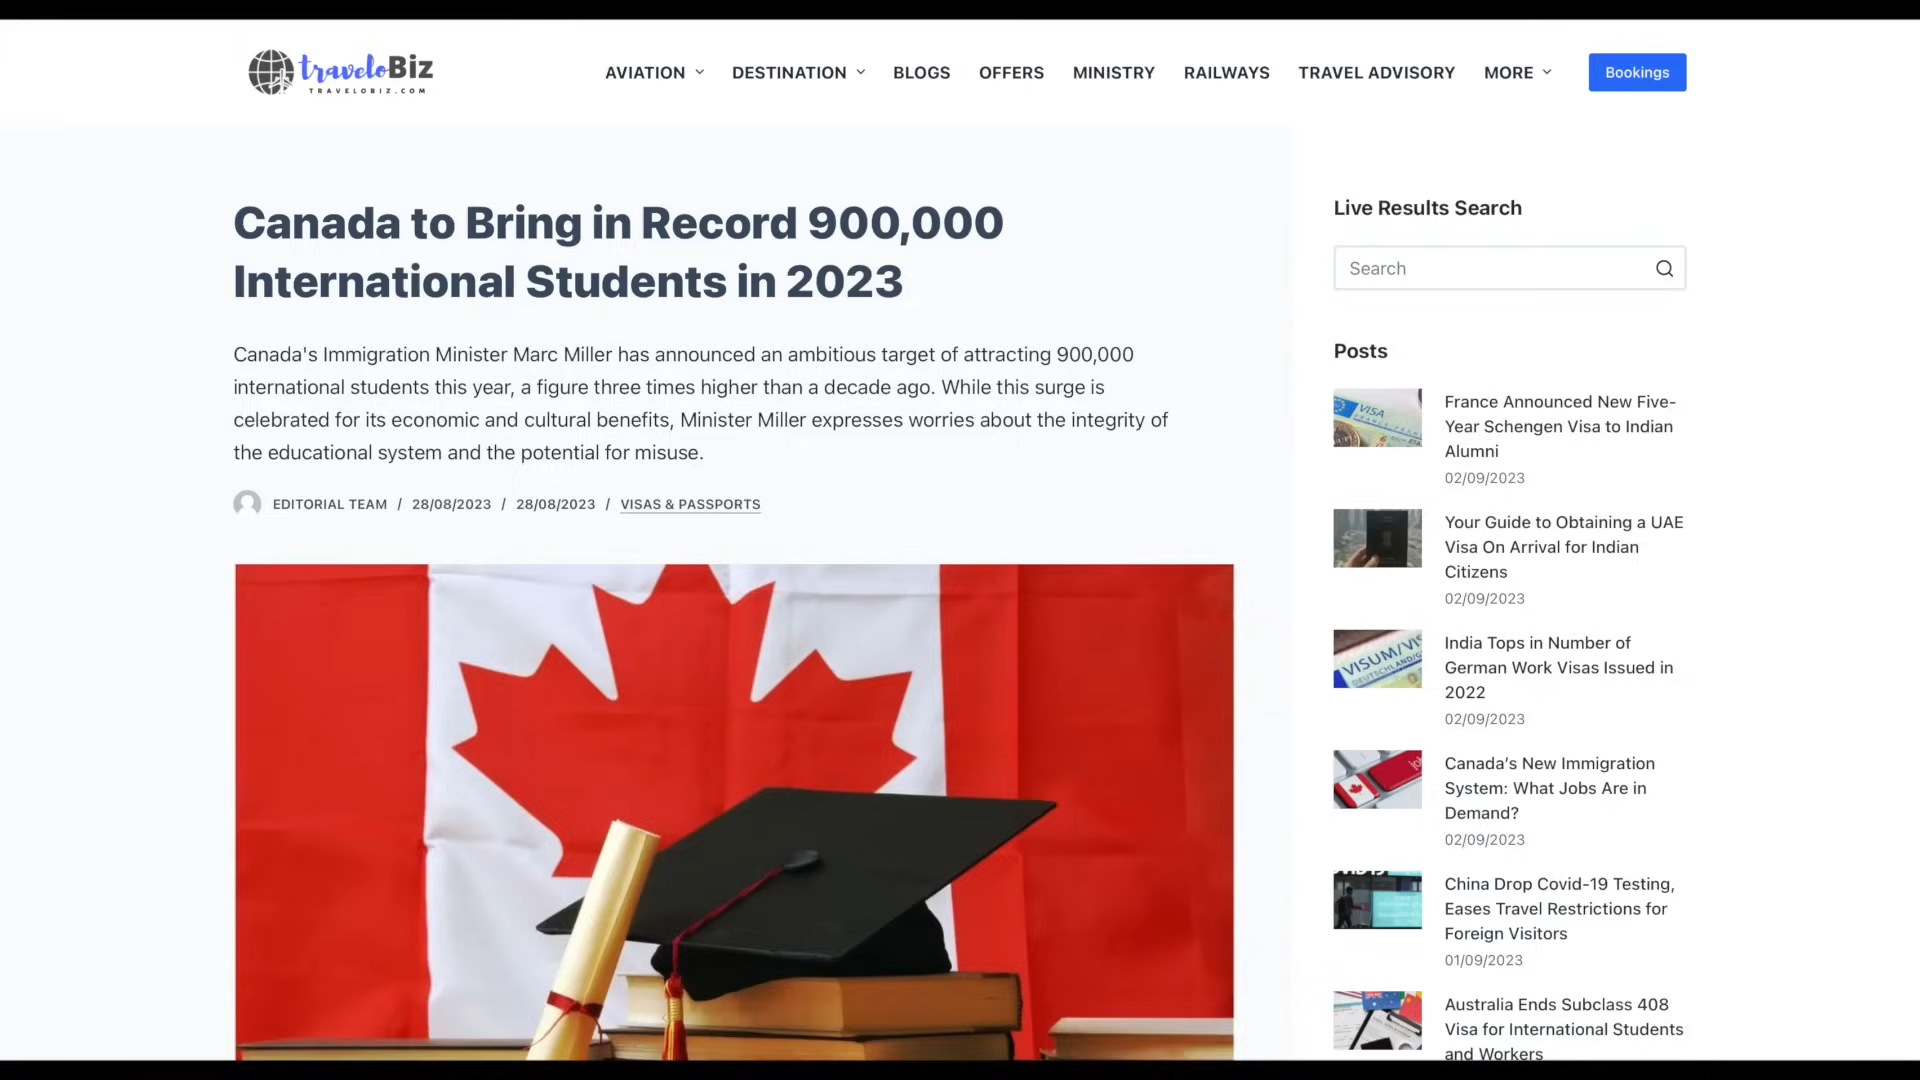 traveloBiz
TRAVELOBIZ.COM
AVIATION
DESTINATION
BLOGS
OFFERS
MINISTRY
RAILWAYS
TRAVEL ADVISORY
MORE
Bookings
Canada to Bring in Record 900,000
International Students in 2023
Canada's Immigration Minister Marc Miller has announced an ambitious target of attracting 900,000
international students this year, a figure three times higher than a decade ago. While this surge is
celebrated for its economic and cultural benefits, Minister Miller expresses worries about the integrity of
the educational system and the potential for misuse.
EDITORIAL TEAM / 28/08/2023 / 28/08/2023 / VISAS & PASSPORTS
Live Results Search
Search
Posts
VISA
France Announced New Five-
Year Schengen Visa to Indian
Alumni
02/09/2023
Your Guide to Obtaining a UAE
Visa On Arrival for Indian
Citizens
02/09/2023
VISUM/VIS
DEUTSCHLAND/G
India Tops in Number of
German Work Visas Issued in
2022
02/09/2023
Canada’s New Immigration
System: What Jobs Are in
Demand?
02/09/2023
China Drop Covid-19 Testing,
Eases Travel Restrictions for
Foreign Visitors
01/09/2023
Australia Ends Subclass 408
Visa for International Students
and Workers